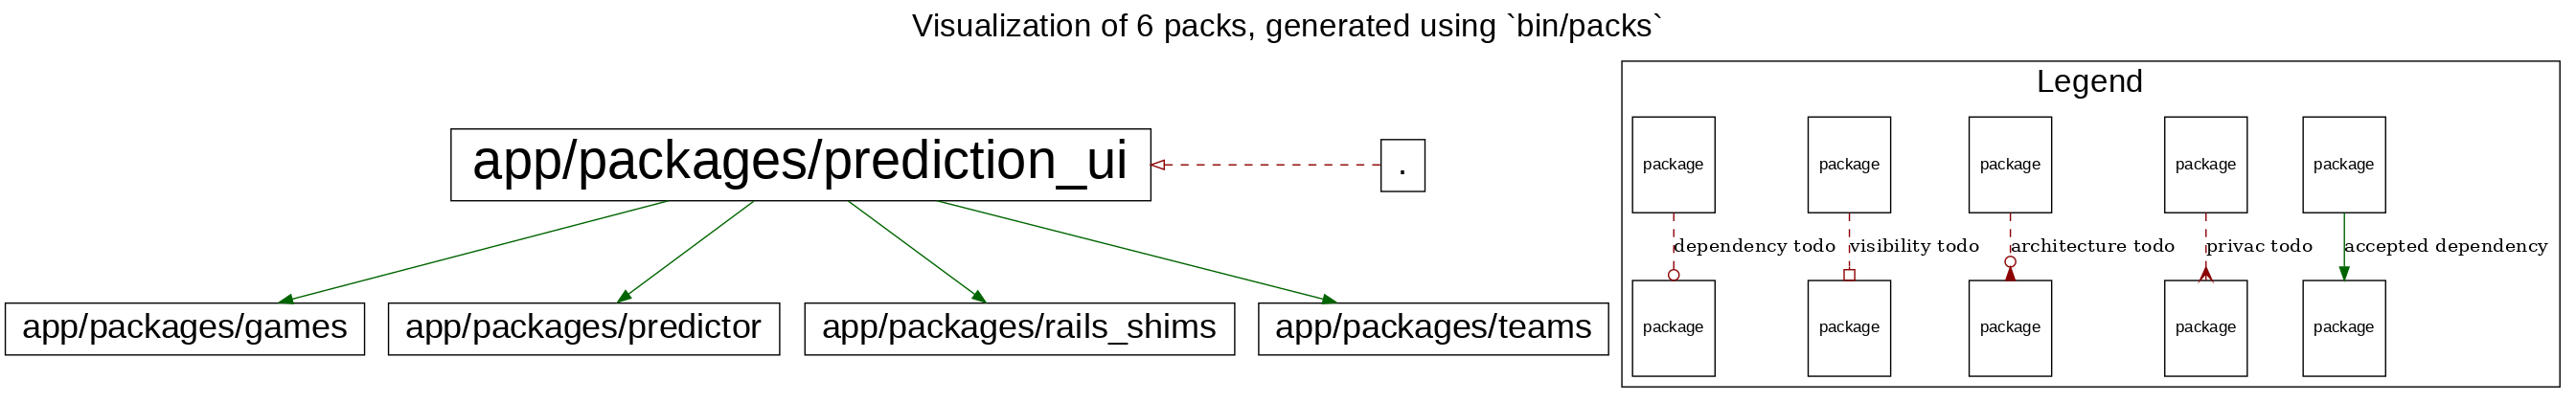 Visualization of 6 packs, generated using `bin/packs`
app/packages/prediction_ui
.
app/packages/games
app/packages/predictor
app/packages/rails_shims
app/packages/teams
Legend
package
package
package
package
package
dependency todo
visibility todo
architecture todo
privac todo
accepted dependency
package
package
package
package
package